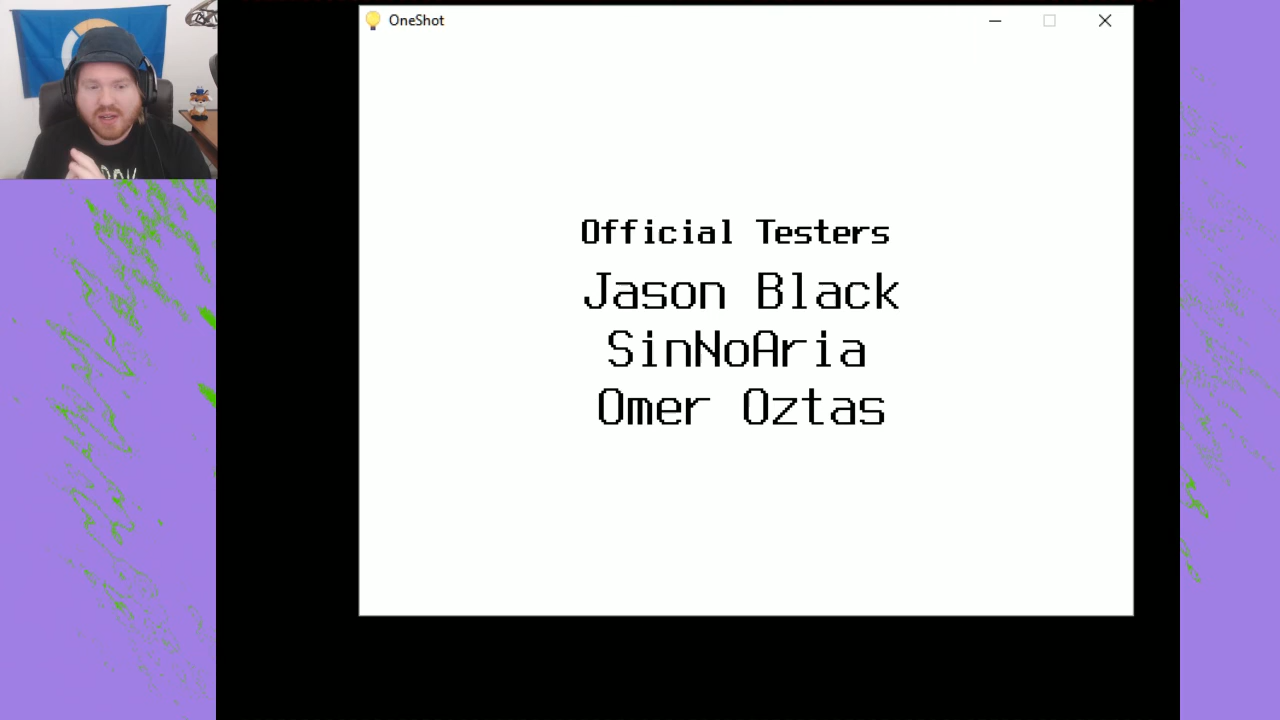 OneShot
Official Testers
Jason Black
SinNoAria
Omer Oztas